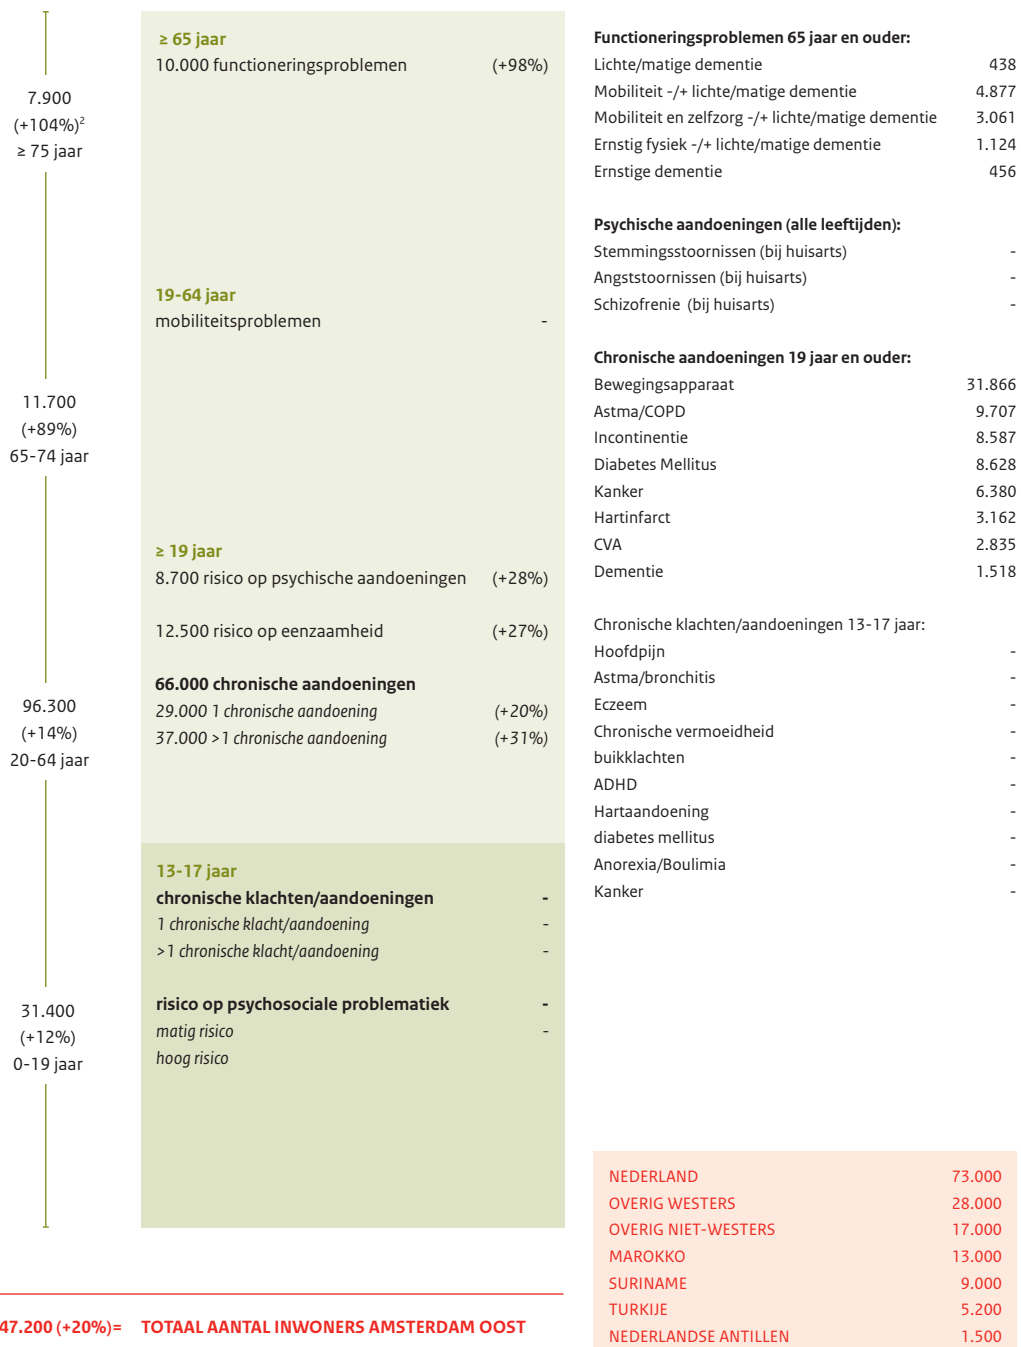 7.900
(+104%)²
≥ 75 jaar
11.700
(+89%)
65-74 jaar
96.300
(+14%)
20-64 jaar
31.400
(+12%)
0-19 jaar
≥ 65 jaar
10.000 functioneringsproblemen (+98%)
19-64 jaar
mobiliteitsproblemen -
≥ 19 jaar
8.700 risico op psychische aandoeningen (+28%)
12.500 risico op eenzaamheid (+27%)
66.000 chronische aandoeningen
29.000 1 chronische aandoening (+20%)
37.000 >1 chronische aandoening (+31%)
13-17 jaar
chronische klachten/aandoeningen -
1 chronische klacht/aandoening -
>1 chronische klacht/aandoening -
risico op psychosociale problematiek -
matig risico -
hoog risico
47.200 (+20%)= TOTAAL AANTAL INWONERS AMSTERDAM OOST
Functioneringsproblemen 65 jaar en ouder:
Lichte/matige dementie 438
Mobiliteit -/+ lichte/matige dementie 4.877
Mobiliteit en zelfzorg -/+ lichte/matige dementie 3.061
Ernstig fysiek -/+ lichte/matige dementie 1.124
Ernstige dementie 456
Psychische aandoeningen (alle leeftijden):
Stemmingsstoornissen (bij huisarts) -
Angststoornissen (bij huisarts) -
Schizofrenie (bij huisarts) -
Chronische aandoeningen 19 jaar en ouder:
Bewegingsapparaat 31.866
Astma/COPD 9.707
Incontinentie 8.587
Diabetes Mellitus 8.628
Kanker 6.380
Hartinfarct 3.162
CVA 2.835
Dementie 1.518
Chronische klachten/aandoeningen 13-17 jaar:
Hoofdpijn -
Astma/bronchitis -
Eczeem -
Chronische vermoeidheid -
buikklachten -
ADHD -
Hartaandoening -
diabetes mellitus -
Anorexia/Boulimia -
Kanker -
NEDERLAND 73.000
OVERIG WESTERS 28.000
OVERIG NIET-WESTERS 17.000
MAROKKO 13.000
SURINAME 9.000
TURKIJE 5.200
NEDERLANDSE ANTILLEN 1.500